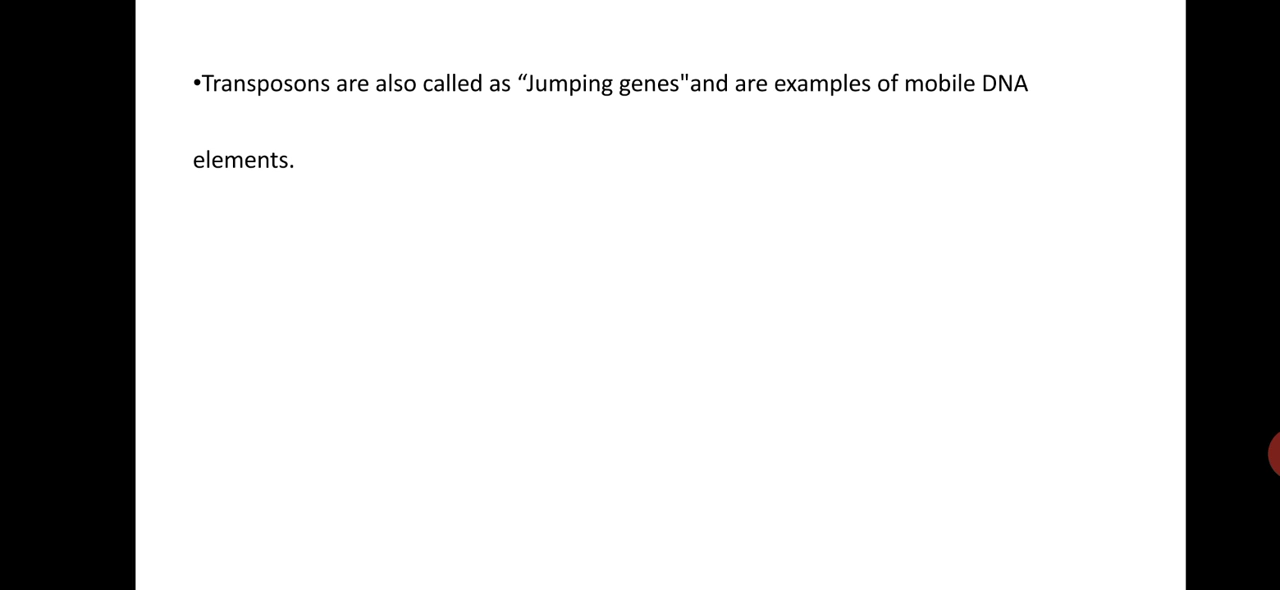 •Transposons are also called as “Jumping genes"and are examples of mobile DNA
elements.